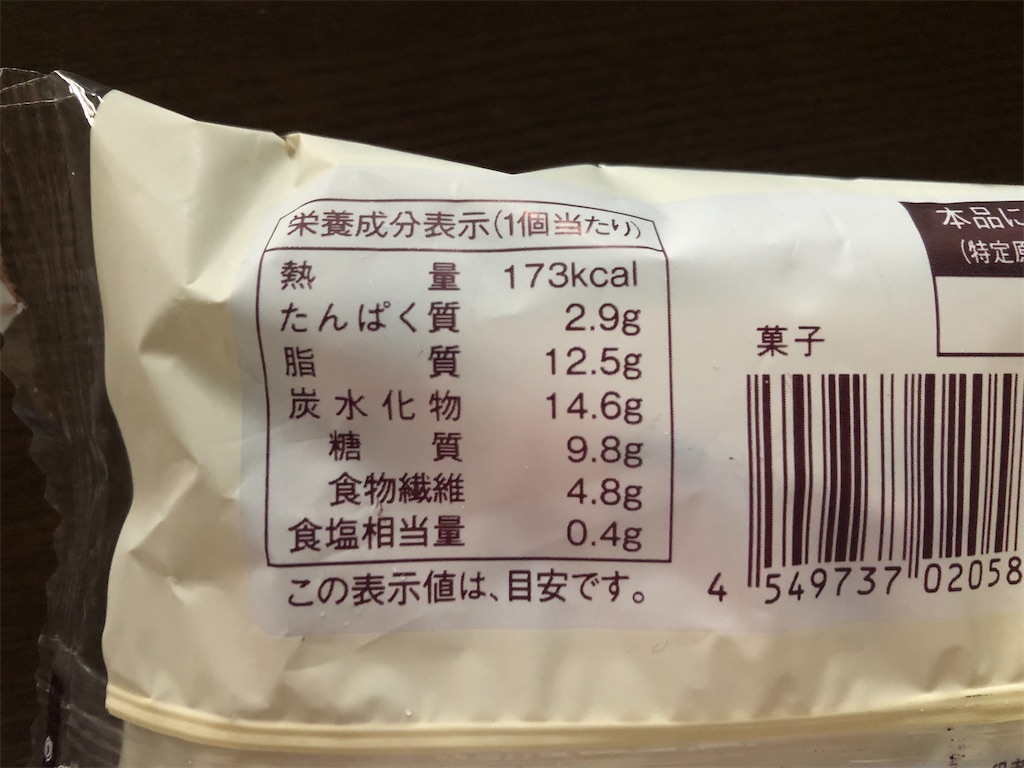 栄養成分表示(1個当たり)
熱量 173kcal
たんぱく質 2.9g
脂質 12.5g
炭水化物 14.6g
糖質 9.8g
食物繊維 4.8g
食塩相当量 0.4g
この表示値は、目安です。
本品に
(特定原
菓子
4 549737 02058